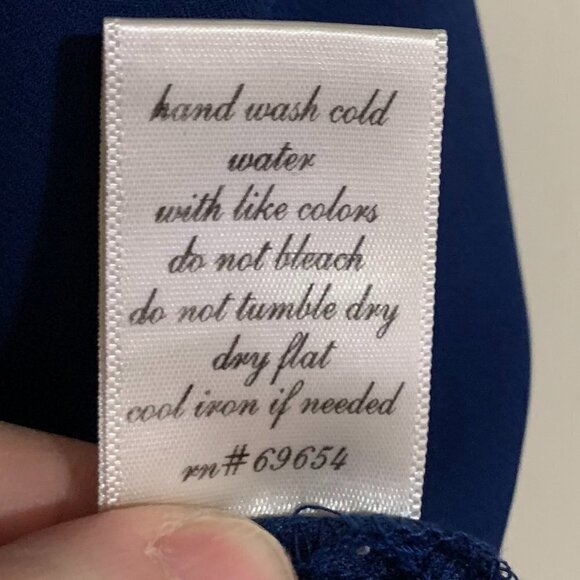 hand wash cold
water
with like colors
do not bleach
do not tumble dry
dry flat
cool iron if needed
rn# 69654